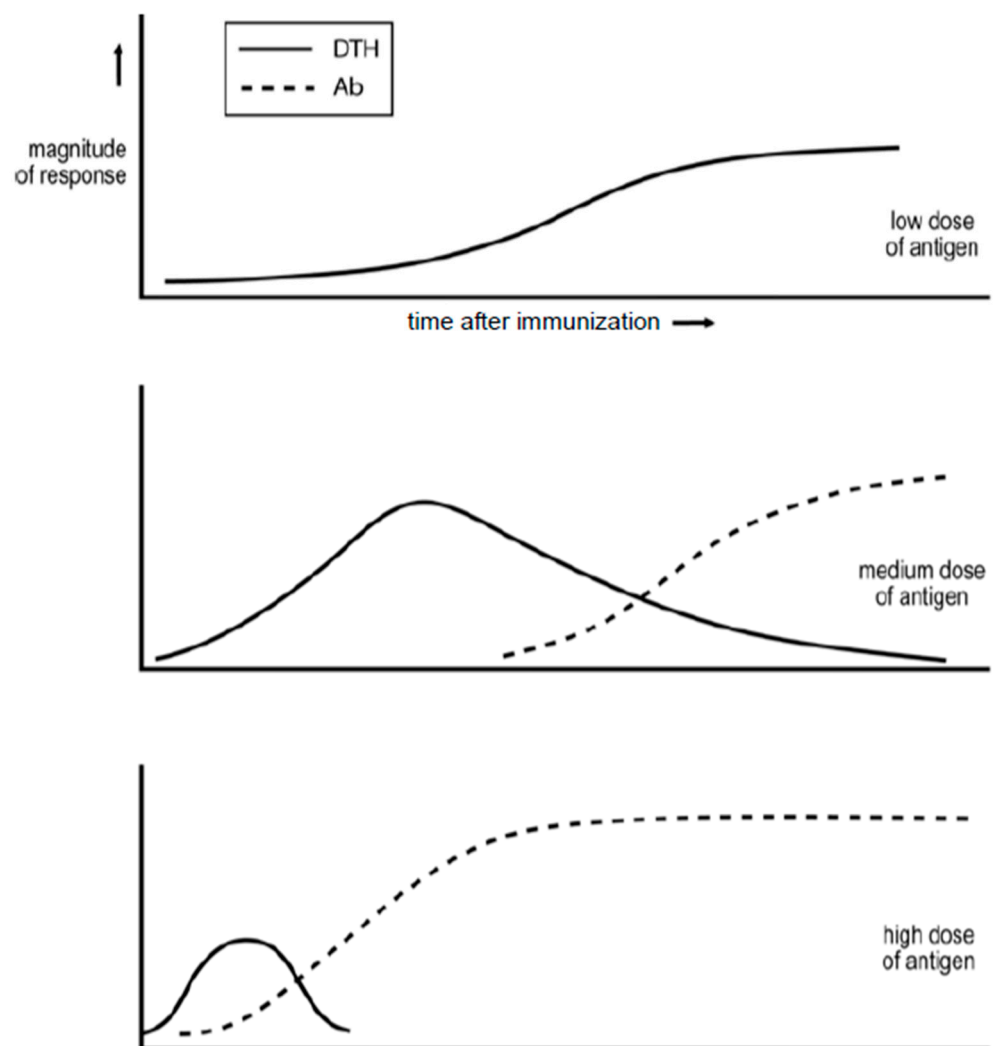 DTH
Ab
magnitude
of response
low dose
of antigen
time after immunization
medium dose
of antigen
high dose
of antigen